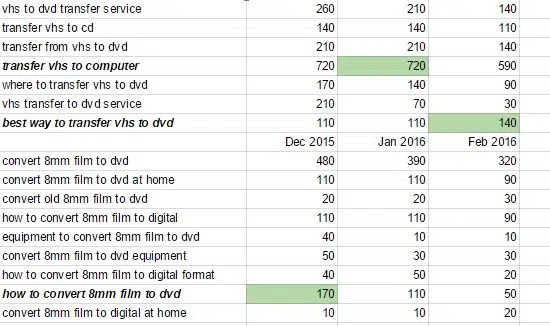 vhs to dvd transfer service 260 210 140
transfer vhs to cd 140 140 110
transfer from vhs to dvd 210 210 140
transfer vhs to computer 720 720 590
where to transfer vhs to dvd 170 140 90
vhs transfer to dvd service 210 70 30
best way to transfer vhs to dvd 110 110 140
Dec 2015 Jan 2016 Feb 2016
convert 8mm film to dvd 480 390 320
convert 8mm film to dvd at home 110 110 90
convert old 8mm film to dvd 20 20 30
how to convert 8mm film to digital 110 110 90
equipment to convert 8mm film to dvd 40 10 10
convert 8mm film to dvd equipment 50 30 30
how to convert 8mm film to digital format 40 50 20
how to convert 8mm film to dvd 170 110 50
convert 8mm film to digital at home 10 10 20